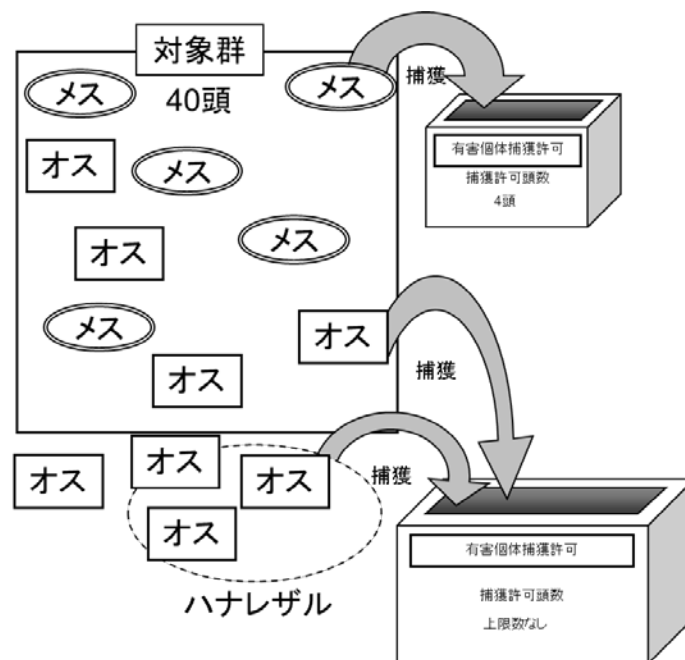 対象群
40頭
メス
メス
捕獲
オス
メス
有害個体捕獲許可
捕獲許可頭数
4頭
オス
メス
メス
オス
オス
捕獲
オス
オス
オス
捕獲
オス
ハナレザル
有害個体捕獲許可
捕獲許可頭数
上限数なし